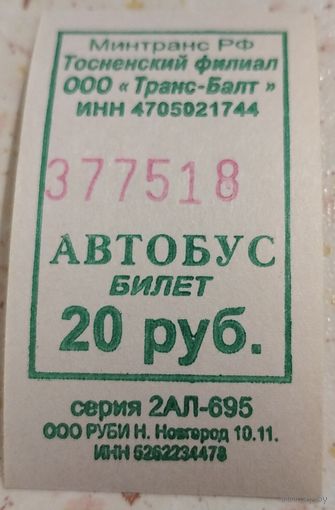 Минтранс РФ
Тосненский филиал
ООО «Транс-Балт»
ИНН 4705021744
377518
АВТОБУС
БИЛЕТ
20 руб.
серия 2АЛ-695
ООО РУБИ Н. Новгород 10.11.
ИНН 5262234478